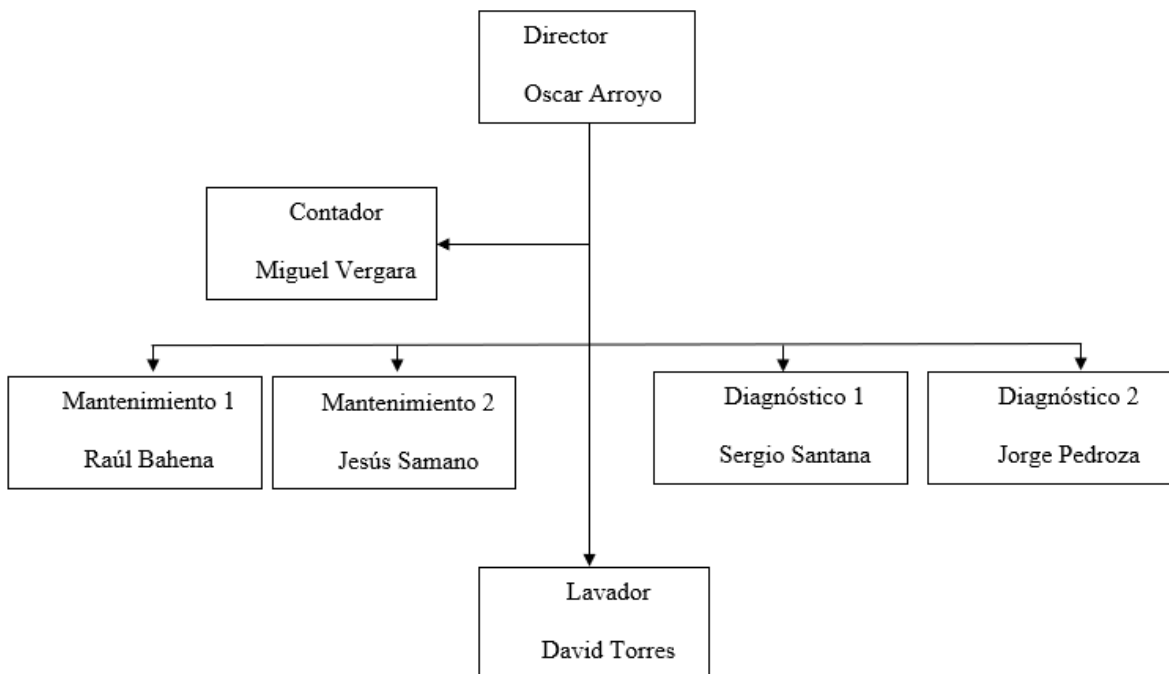 Director
Oscar Arroyo
Contador
Miguel Vergara
Mantenimiento 1
Raúl Bahena
Mantenimiento 2
Jesús Samano
Diagnóstico 1
Sergio Santana
Diagnóstico 2
Jorge Pedroza
Lavador
David Torres